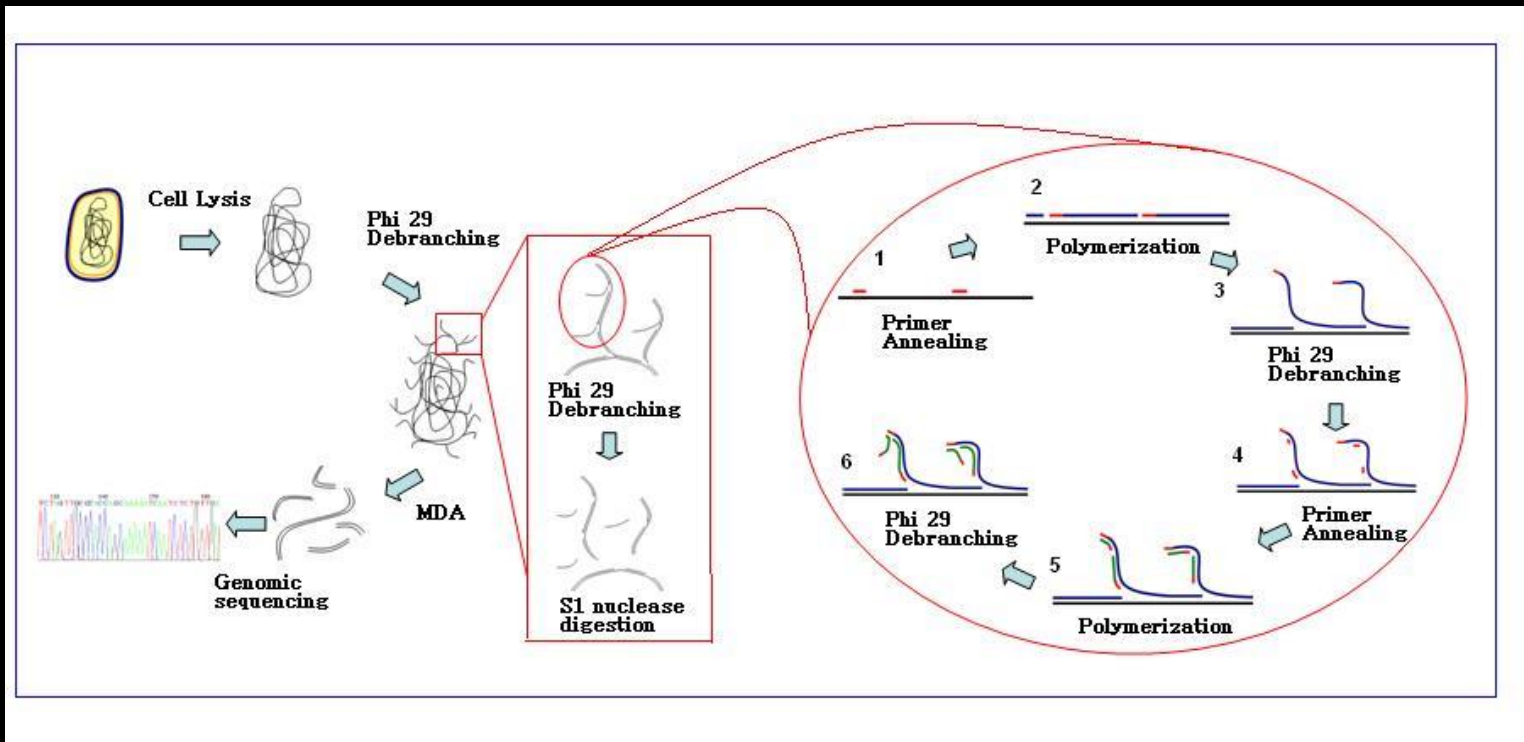 Cell Lysis
Phi 29
Debranching
MDA
Genomic
sequencing
Phi 29
Debranching
S1 nuclease
digestion
1
Primer
Annealing
2
Polymerization
3
Phi 29
Debranching
4
Primer
Annealing
5
Polymerization
6
Phi 29
Debranching